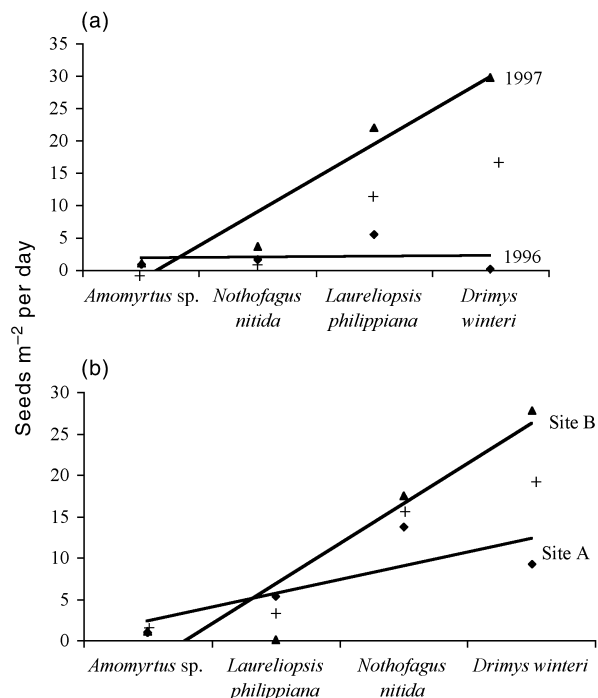 (a)
35
30
25
20
15
10
5
0
1997
1996
Amomyrtus sp.
Nothofagus
nitida
Laureliopsis
philippiana
Drimys
winteri
Seeds m⁻² per day
(b)
30
25
20
15
10
5
0
Site B
Site A
Amomyrtus sp.
Laureliopsis
philippiana
Nothofagus
nitida
Drimys winteri